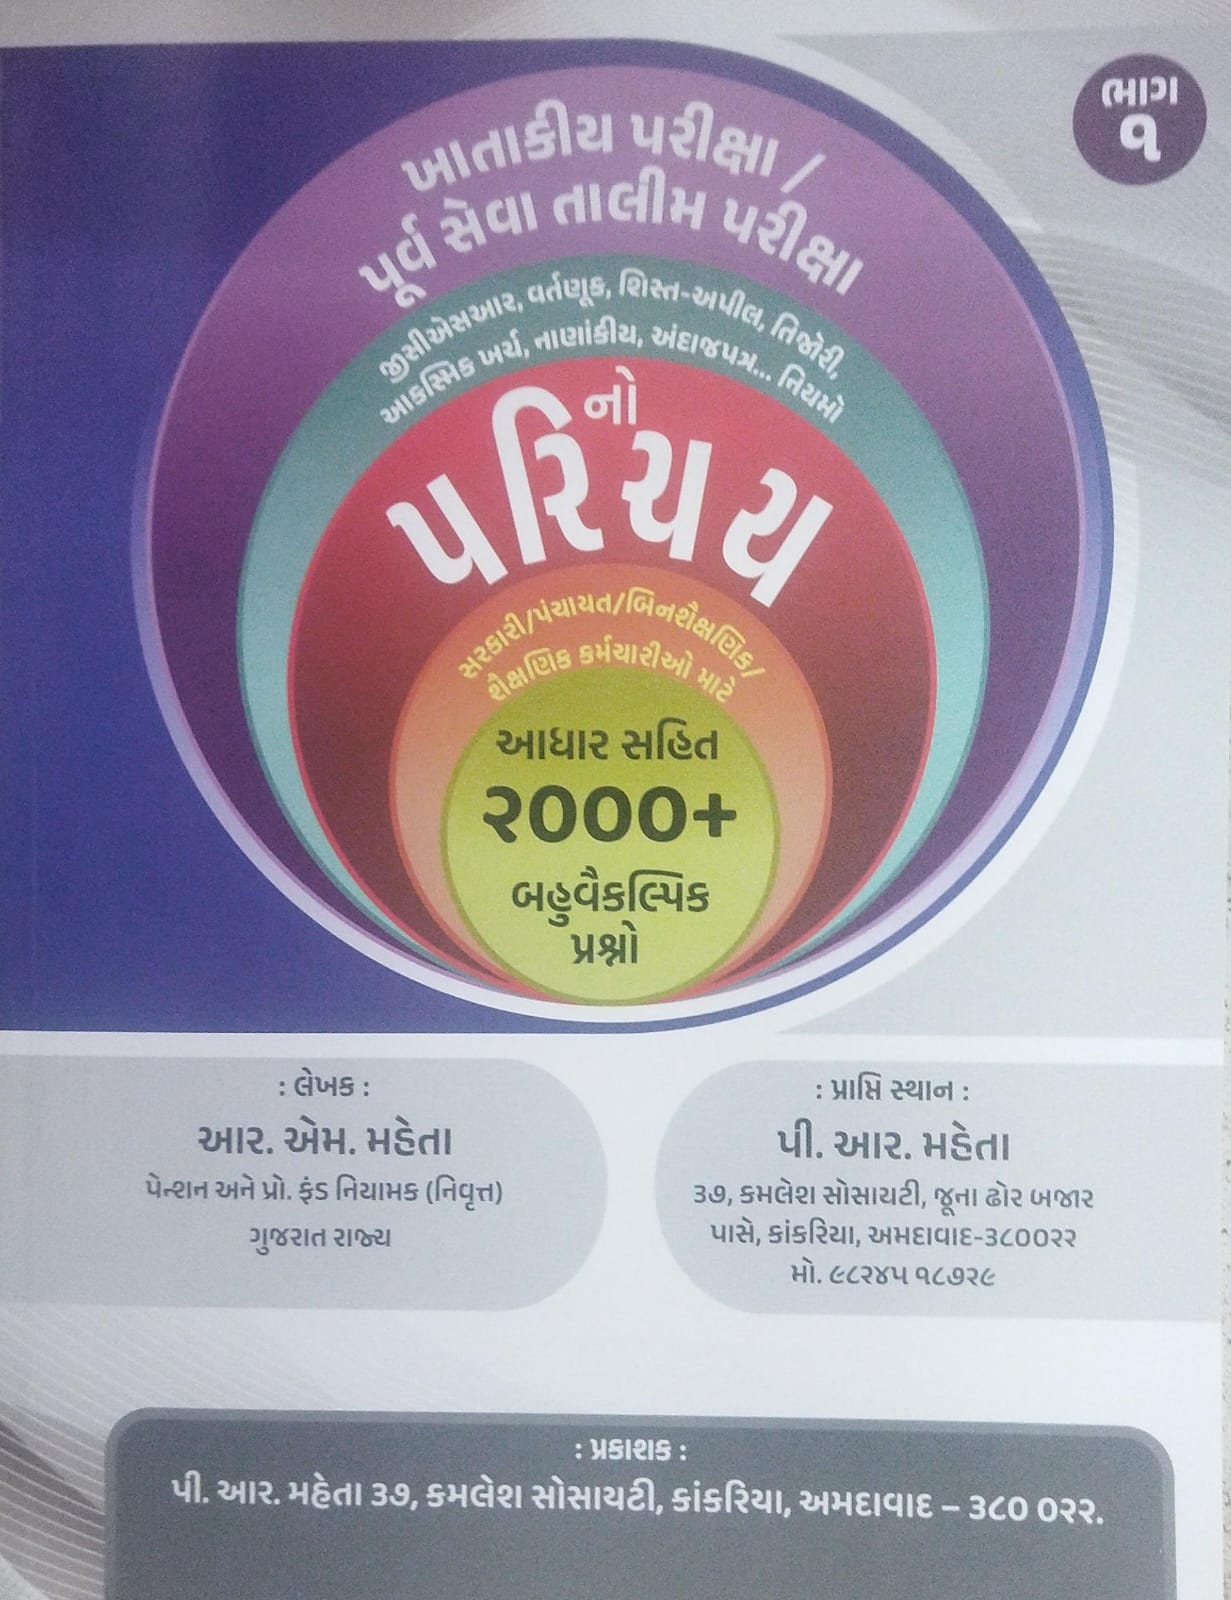 ભાગ
૧
ખાતાકીય પરીક્ષા /
પૂર્વ સેવા તાલીમ પરીક્ષા
જીસીએસઆર, વર્તણૂક, શિસ્ત-અપીલ, તિજોરી,
આકસ્મિક ખર્ચ, નાણાંકીય, અંદાજપત્ર... નિયમો
નો
પરિચય
સરકારી/પંચાયત/બિનશૈક્ષણિક/
શૈક્ષણિક કર્મચારીઓ માટે
આધાર સહિત
૨૦૦૦+
બહુવૈકલ્પિક
પ્રશ્નો
: લેખક :
આર. એમ. મહેતા
પેન્શન અને પ્રો. ફંડ નિયામક (નિવૃત્ત)
ગુજરાત રાજ્ય
: પ્રાપ્તિ સ્થાન :
પી. આર. મહેતા
૩૭, કમલેશ સોસાયટી, જૂના ઢોર બજાર
પાસે, કાંકરિયા, અમદાવાદ-૩૮૦૦૨૨
મો. ૯૮૨૪૫ ૧૮૭૨૯
: પ્રકાશક :
પી. આર. મહેતા ૩૭, કમલેશ સોસાયટી, કાંકરિયા, અમદાવાદ – ૩૮૦ ૦૨૨.